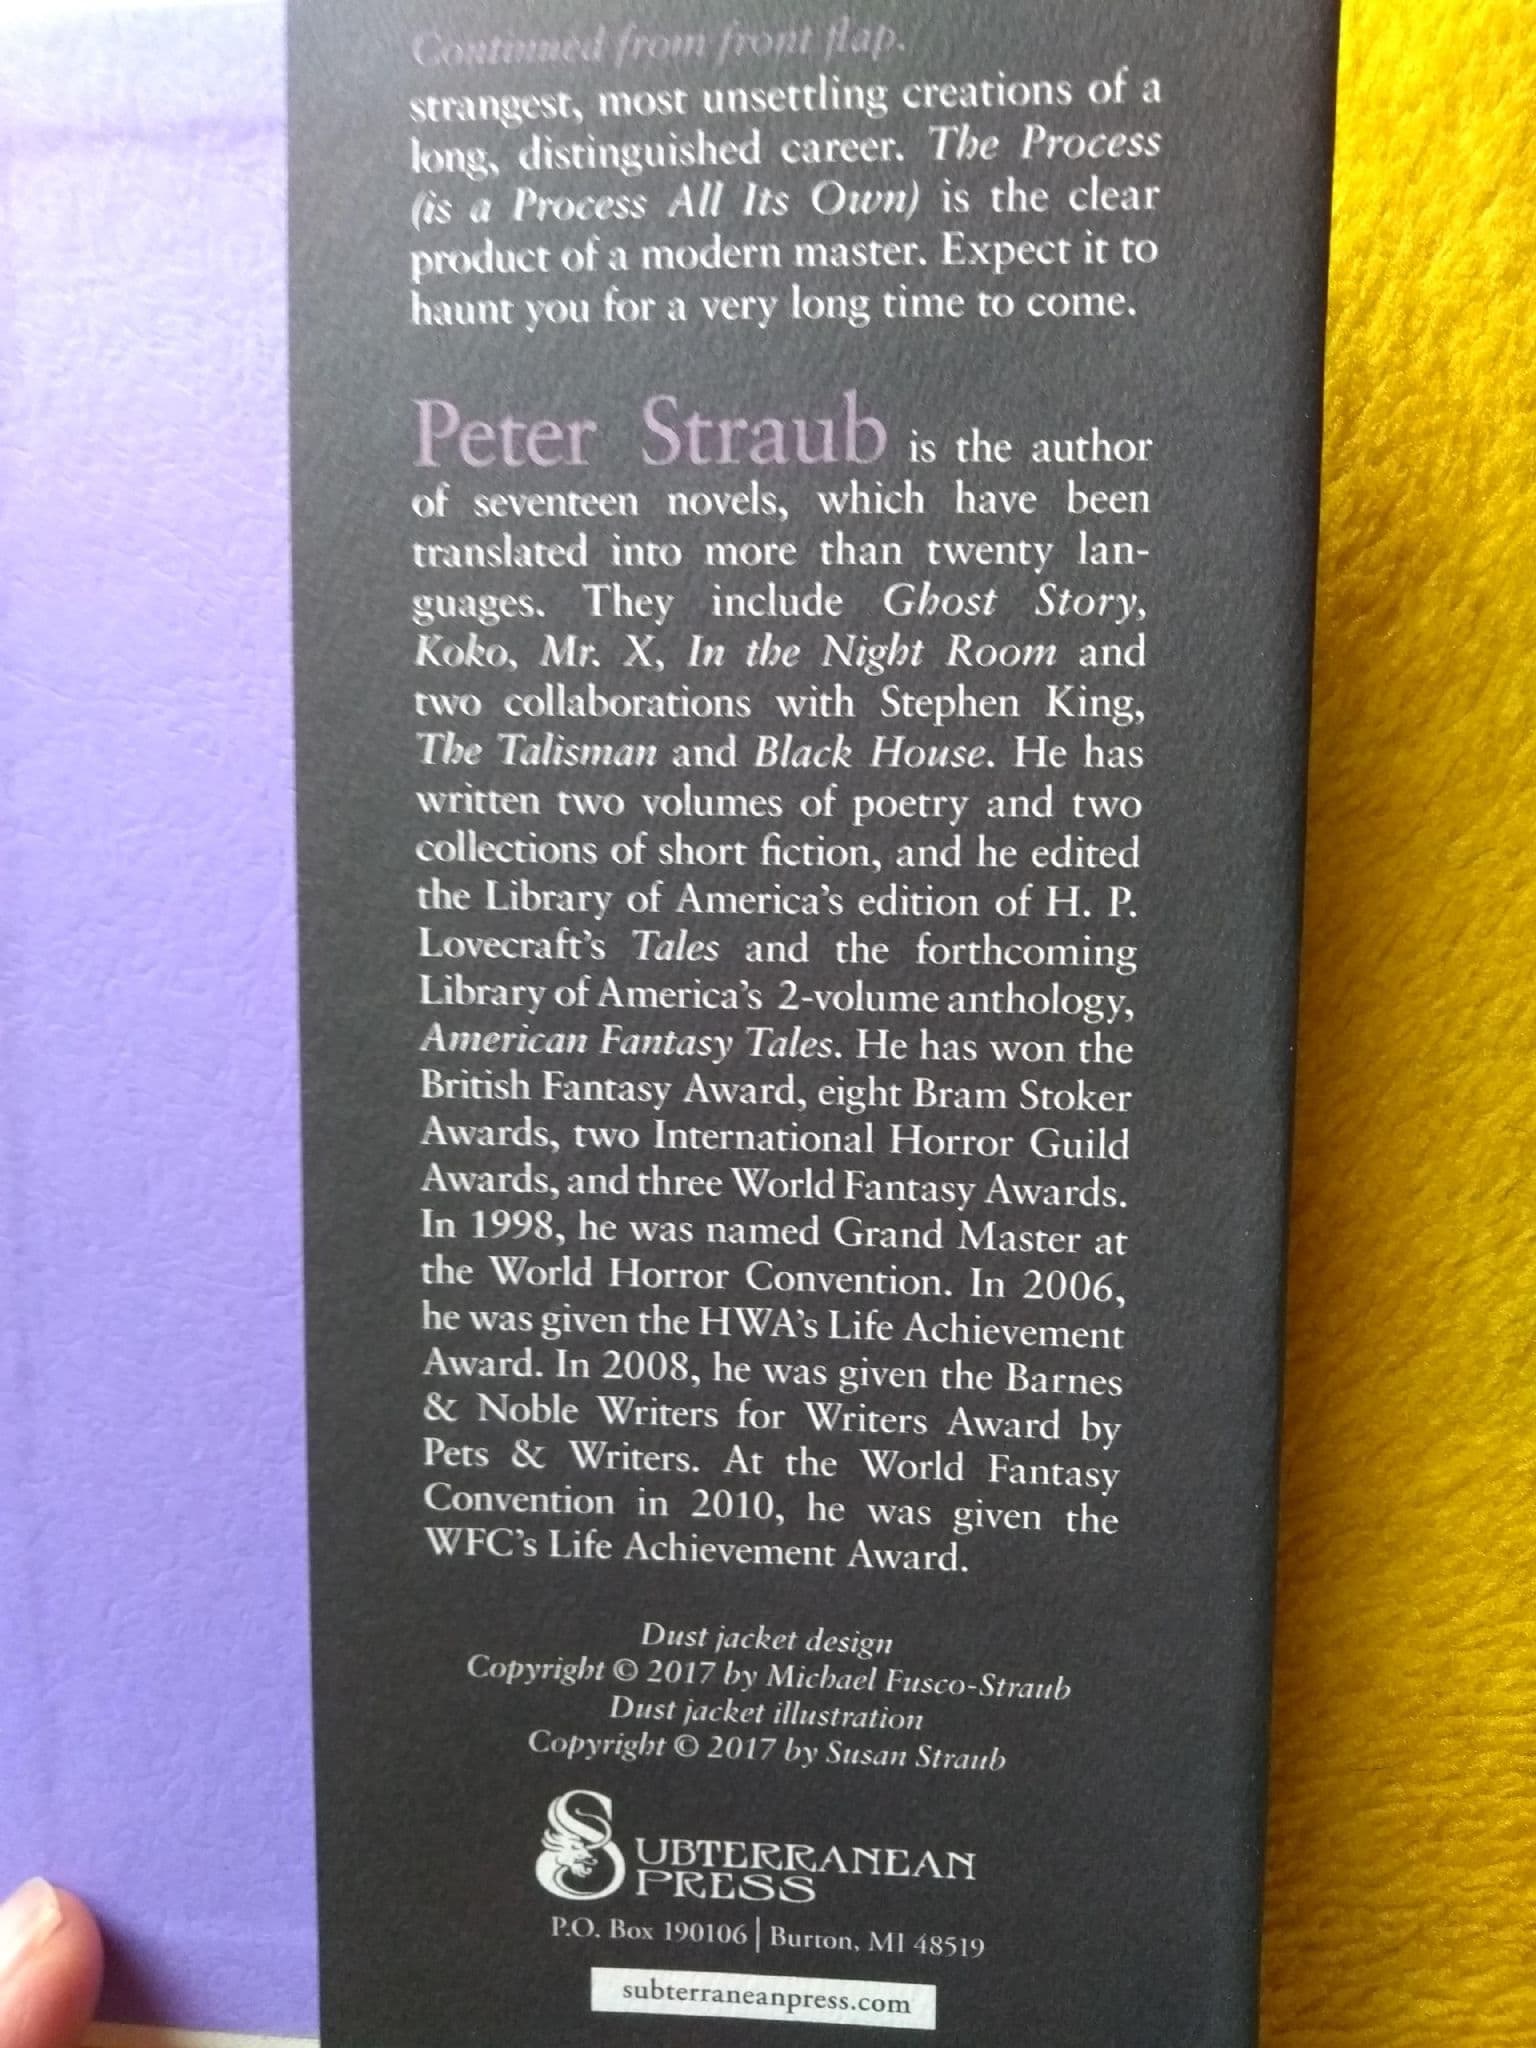 Continued from front flap.
strangest, most unsettling creations of a
long, distinguished career. The Process
(is a Process All Its Own) is the clear
product of a modern master. Expect it to
haunt you for a very long time to come.
Peter Straub is the author
of seventeen novels, which have been
translated into more than twenty lan-
guages. They include Ghost Story,
Koko, Mr. X, In the Night Room and
two collaborations with Stephen King,
The Talisman and Black House. He has
written two volumes of poetry and two
collections of short fiction, and he edited
the Library of America's edition of H. P.
Lovecraft's Tales and the forthcoming
Library of America's 2-volume anthology,
American Fantasy Tales. He has won the
British Fantasy Award, eight Bram Stoker
Awards, two International Horror Guild
Awards, and three World Fantasy Awards.
In 1998, he was named Grand Master at
the World Horror Convention. In 2006,
he was given the HWA's Life Achievement
Award. In 2008, he was given the Barnes
& Noble Writers for Writers Award by
Pets & Writers. At the World Fantasy
Convention in 2010, he was given the
WFC's Life Achievement Award.
Dust jacket design
Copyright © 2017 by Michael Fusco-Straub
Dust jacket illustration
Copyright © 2017 by Susan Straub
SUBTERRANEAN
PRESS
P.O. Box 190106 | Burton, MI 48519
subterraneanpress.com